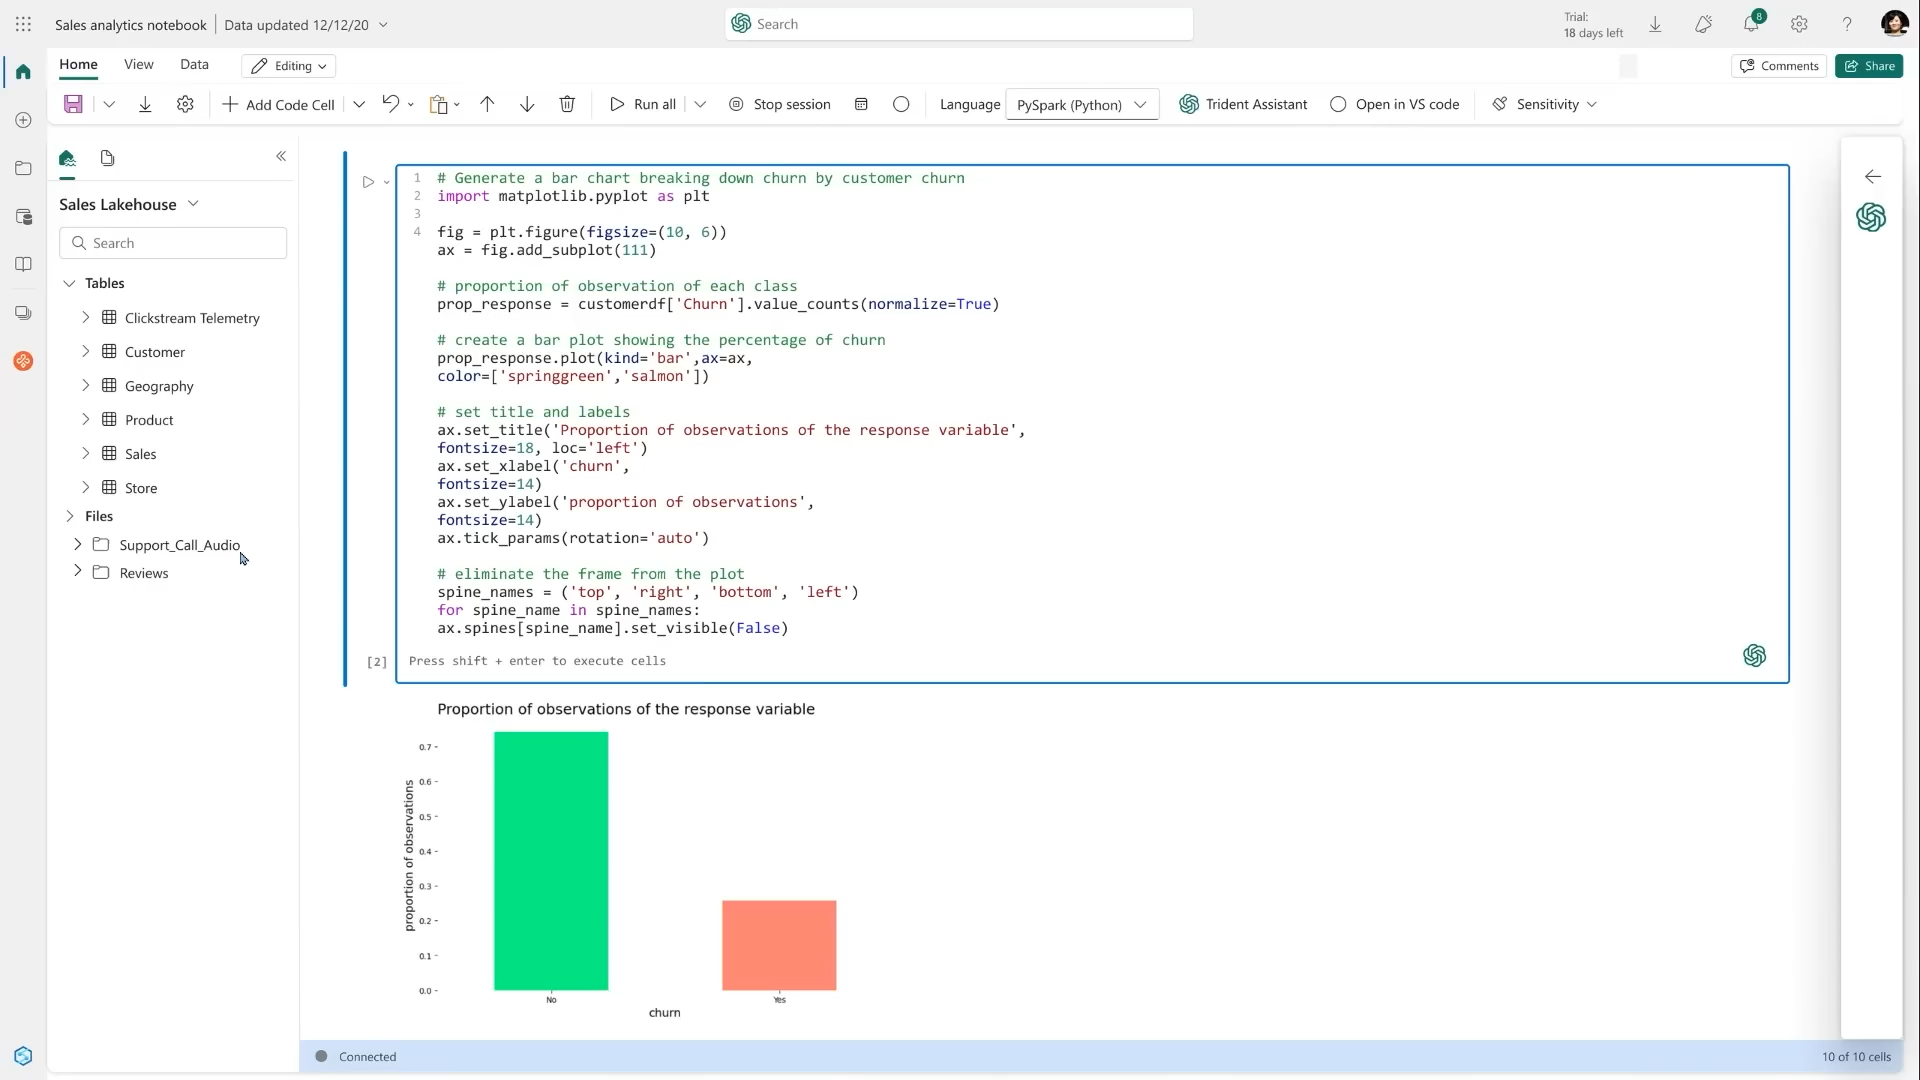 Sales analytics notebook
Data updated 12/12/20
Search
Trial:
18 days left
8
Home
View
Data
Editing
Comments
Share
Add Code Cell
Run all
Stop session
Language
PySpark (Python)
Trident Assistant
Open in VS code
Sensitivity
Sales Lakehouse
Search
Tables
Clickstream Telemetry
Customer
Geography
Product
Sales
Store
Files
Support_Call_Audio
Reviews
1 # Generate a bar chart breaking down churn by customer churn
2 import matplotlib.pyplot as plt
3
4 fig = plt.figure(figsize=(10, 6))
ax = fig.add_subplot(111)
# proportion of observation of each class
prop_response = customerdf['Churn'].value_counts(normalize=True)
# create a bar plot showing the percentage of churn
prop_response.plot(kind='bar',ax=ax,
color=['springgreen','salmon'])
# set title and labels
ax.set_title('Proportion of observations of the response variable',
fontsize=18, loc='left')
ax.set_xlabel('churn',
fontsize=14)
ax.set_ylabel('proportion of observations',
fontsize=14)
ax.tick_params(rotation='auto')
# eliminate the frame from the plot
spine_names = ('top', 'right', 'bottom', 'left')
for spine_name in spine_names:
ax.spines[spine_name].set_visible(False)
[2] Press shift + enter to execute cells
Proportion of observations of the response variable
proportion of observations
0.7
0.6
0.5
0.4
0.3
0.2
0.1
0.0
No
Yes
churn
Connected
10 of 10 cells